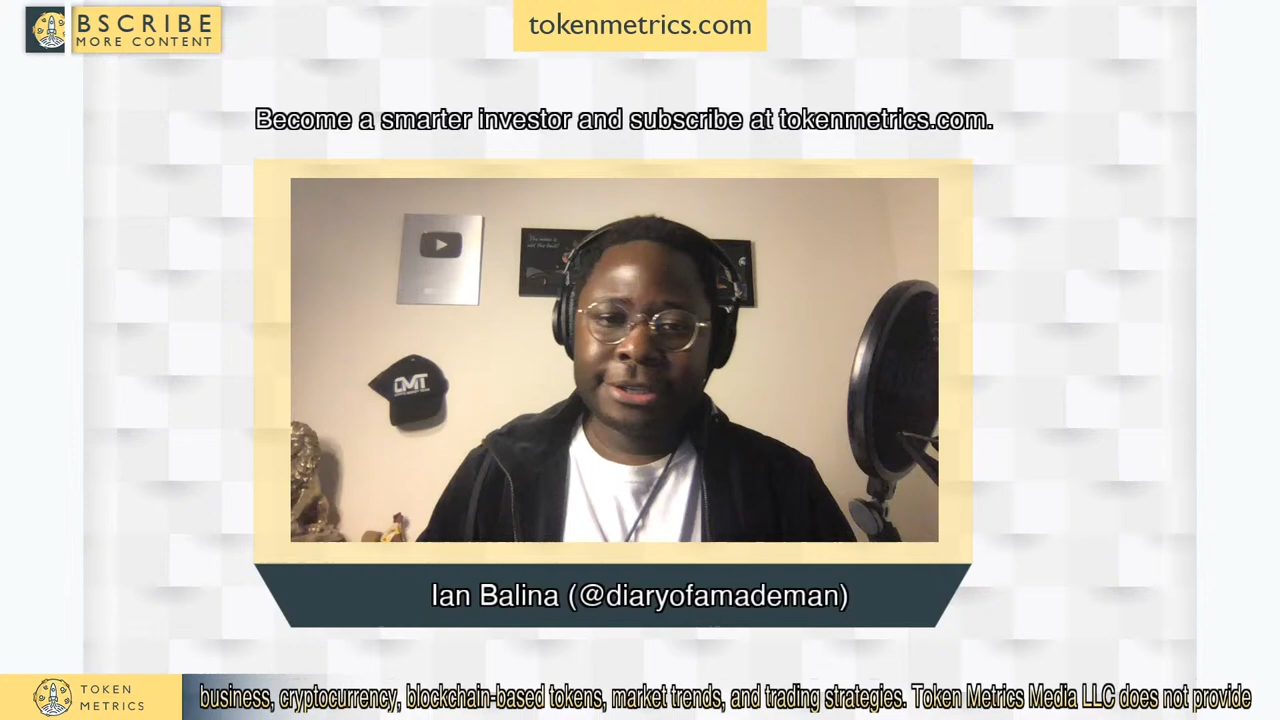 BSCRIBE
MORE CONTENT
tokenmetrics.com
Become a smarter investor and subscribe at tokenmetrics.com.
CMT
Ian Balina (@diaryofamademan)
TOKEN
METRICS
business, cryptocurrency, blockchain-based tokens, market trends, and trading strategies. Token Metrics Media LLC does not provide